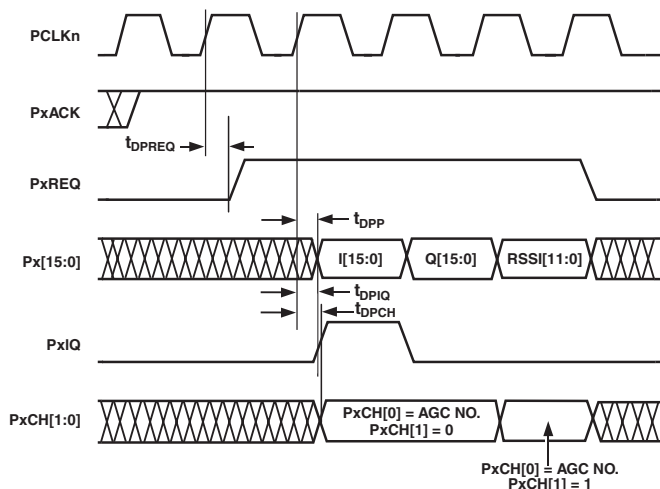 PCLKn
PxACK
tDPREQ
PxREQ
tDPP
Px[15:0]
I[15:0]
Q[15:0]
RSSI[11:0]
tDPIQ
tDPCH
PxIQ
PxCH[1:0]
PxCH[0] = AGC NO.
PxCH[1] = 0
PxCH[0] = AGC NO.
PxCH[1] = 1